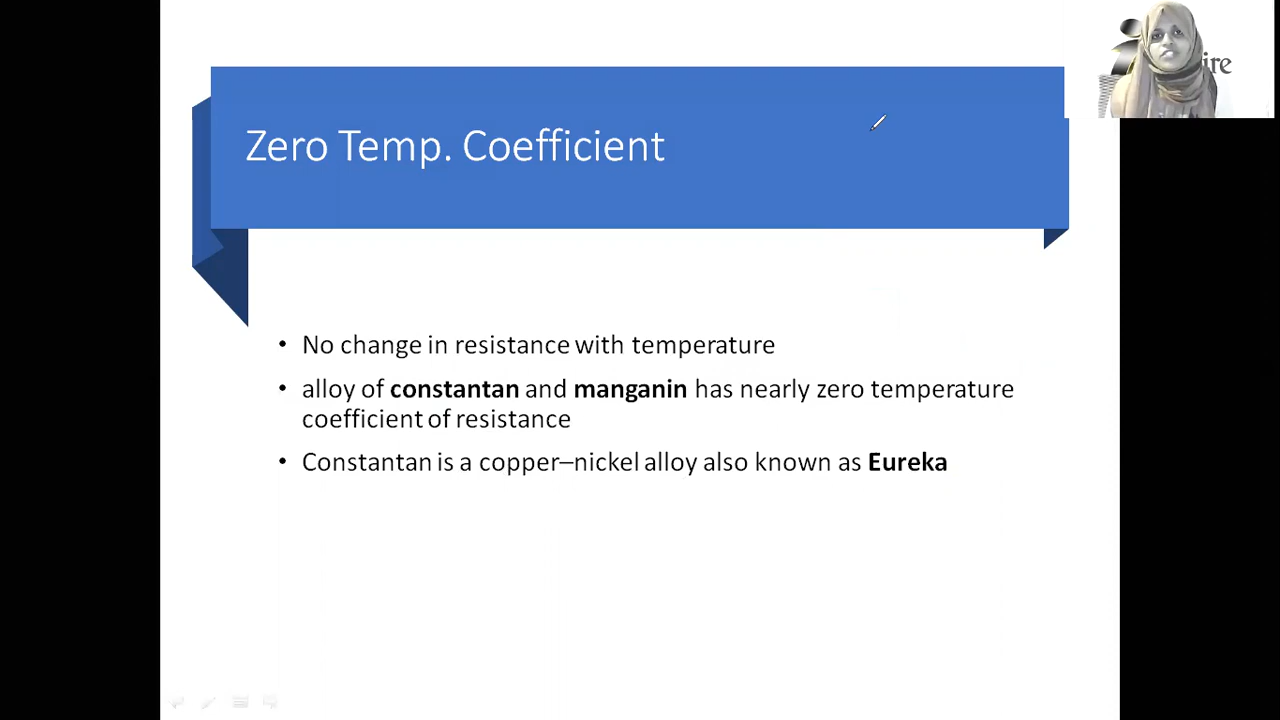 Zero Temp. Coefficient
• No change in resistance with temperature
• alloy of constantan and manganin has nearly zero temperature
coefficient of resistance
• Constantan is a copper–nickel alloy also known as Eureka